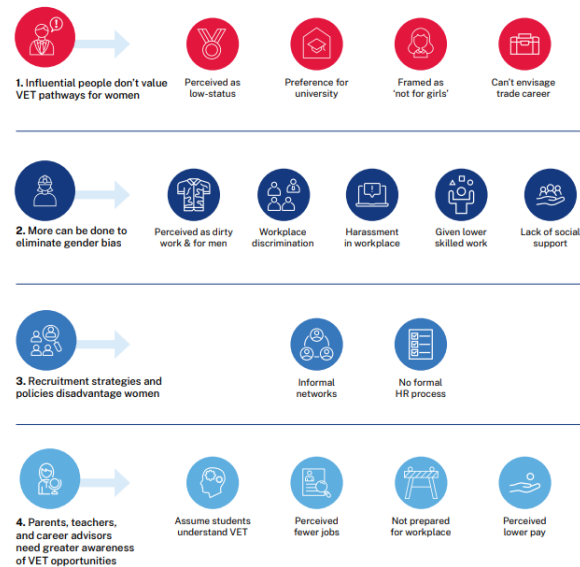 1. Influential people don't value
VET pathways for women
Perceived as
low-status
Preference for
university
Framed as
'not for girls'
Can't envisage
trade career
2. More can be done to
eliminate gender bias
Perceived as dirty
work & for men
Workplace
discrimination
Harassment
in workplace
Given lower
skilled work
Lack of social
support
3. Recruitment strategies and
policies disadvantage women
Informal
networks
No formal
HR process
4. Parents, teachers,
and career advisors
need greater awareness
of VET opportunities
Assume students
understand VET
Perceived
fewer jobs
Not prepared
for workplace
Perceived
lower pay